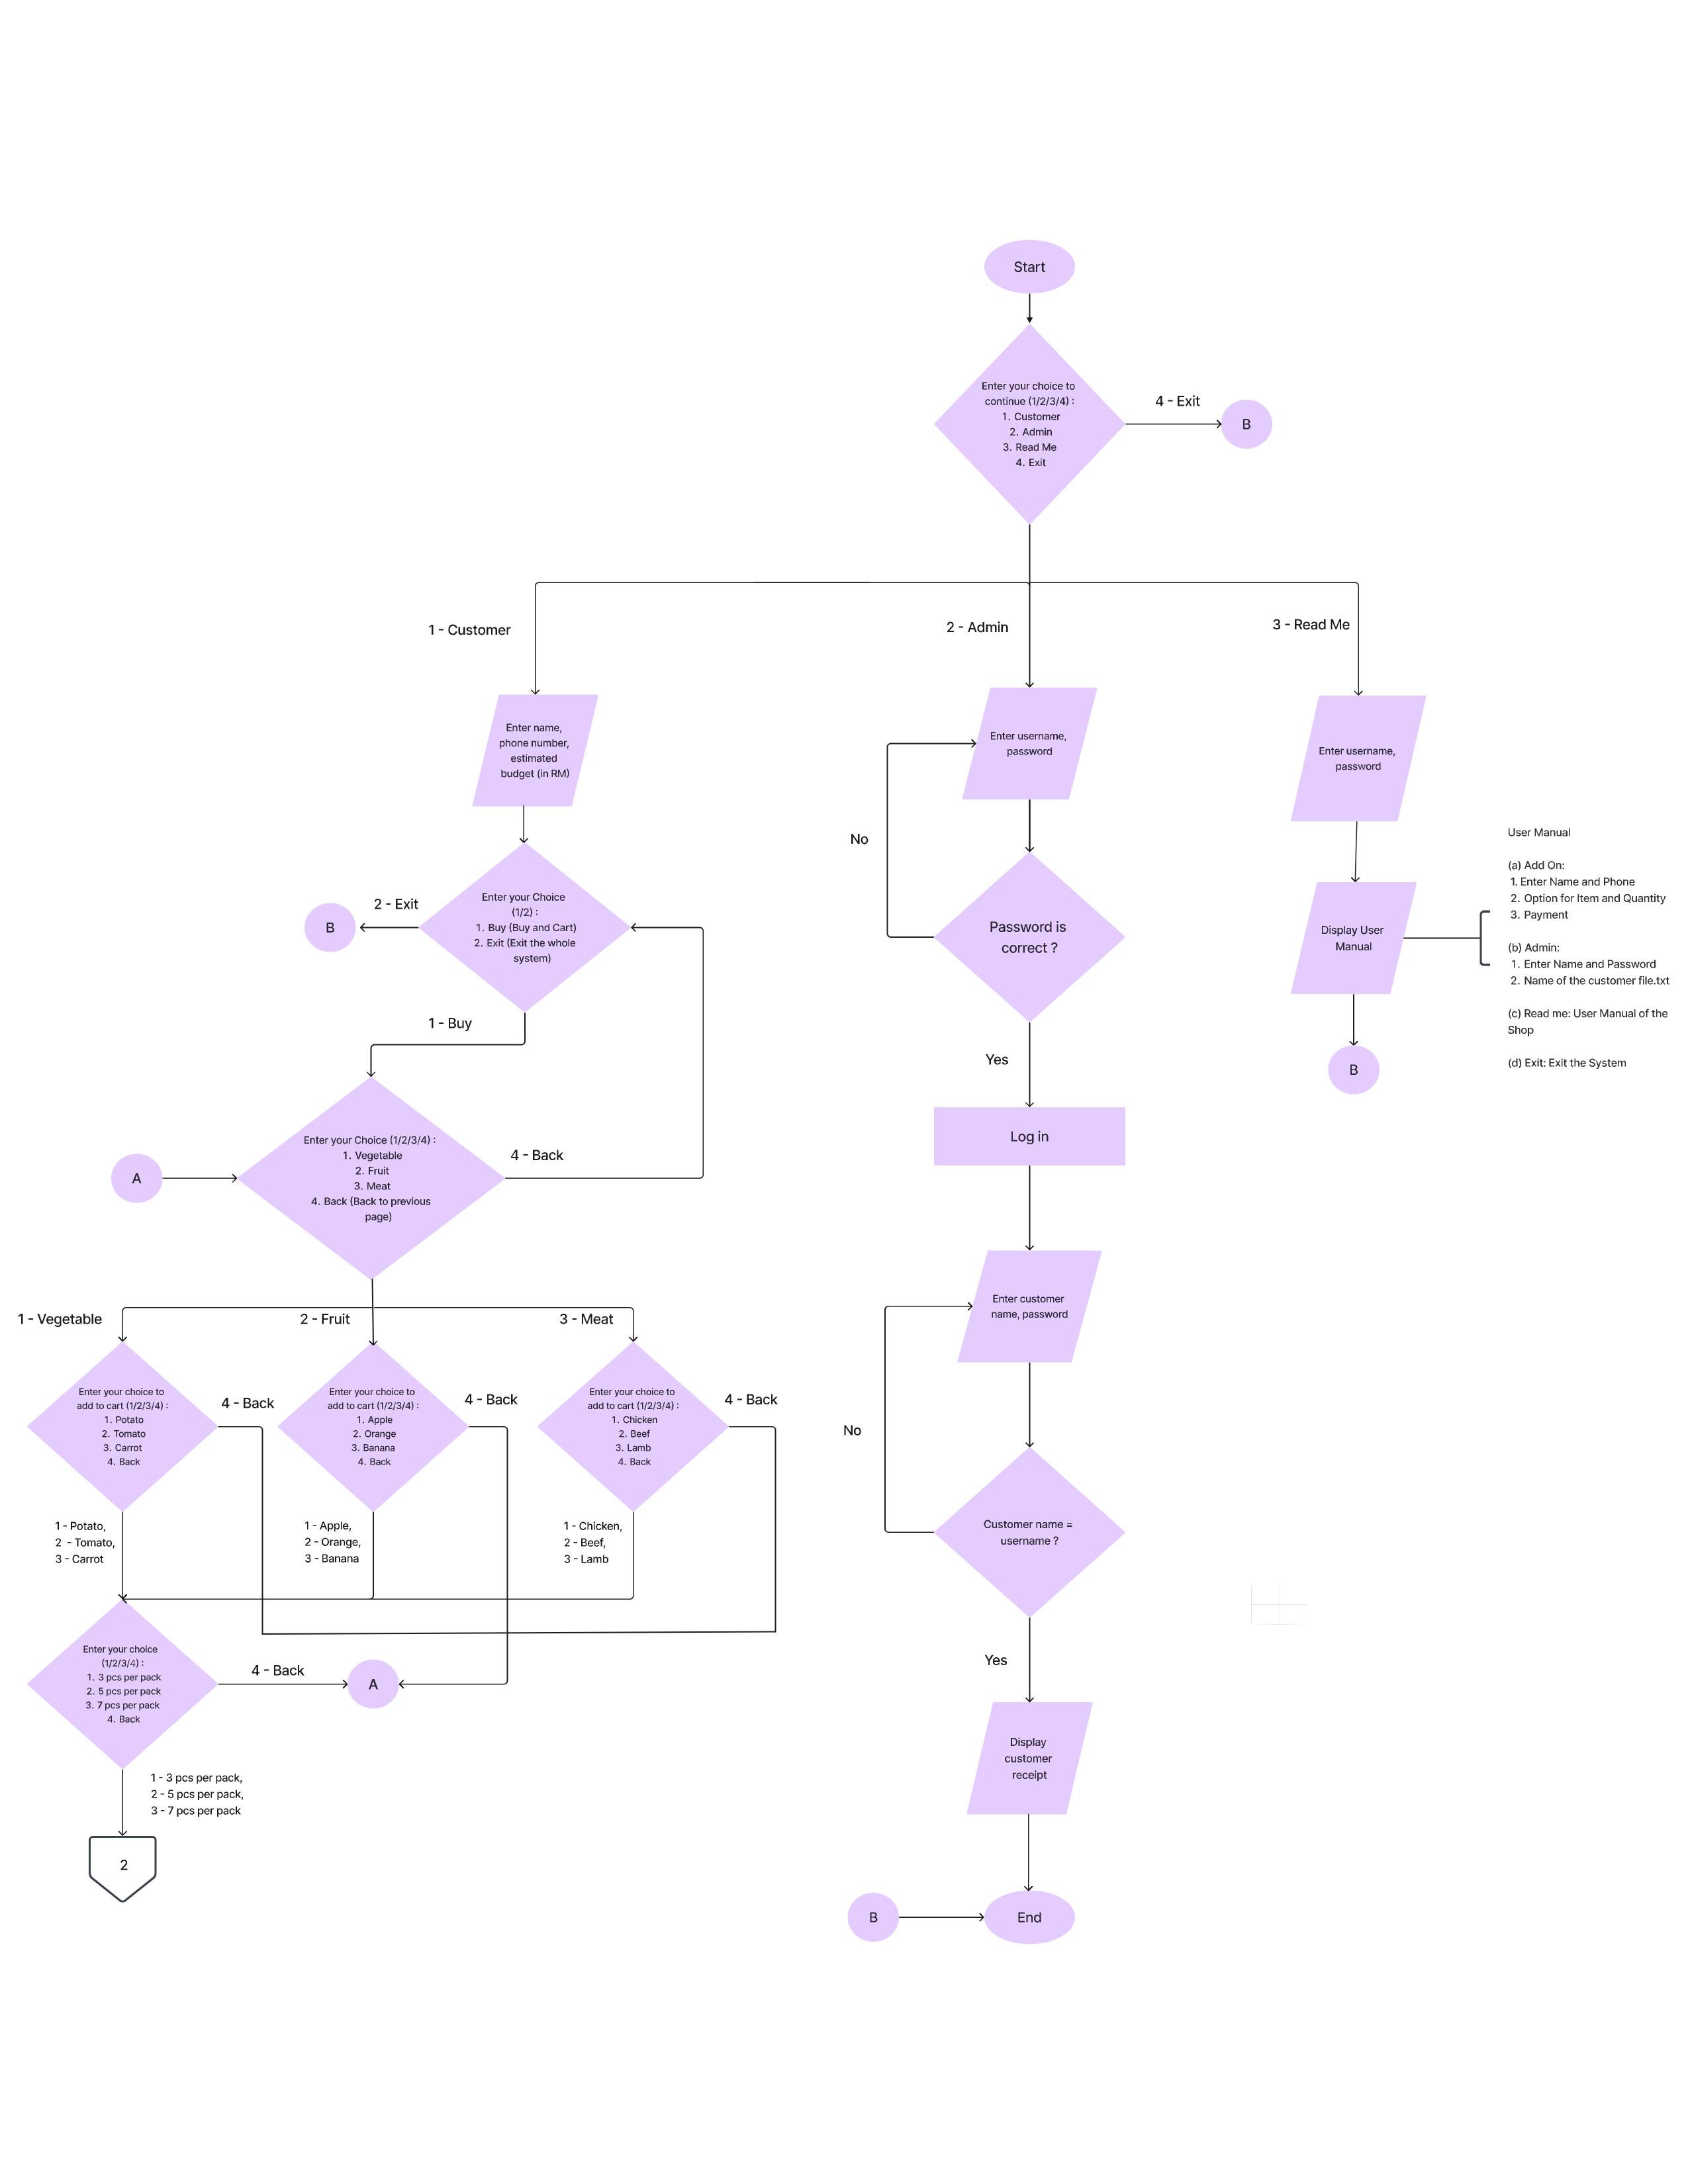 Start
Enter your choice to
continue (1/2/3/4) :
1. Customer
2. Admin
3. Read Me
4. Exit
4 - Exit
B
1 - Customer
2 - Admin
3 - Read Me
Enter name,
phone number,
estimated
budget (in RM)
Enter your Choice
(1/2) :
1. Buy (Buy and Cart)
2. Exit (Exit the whole
system)
2 - Exit
B
1 - Buy
A
Enter your Choice (1/2/3/4) :
1. Vegetable
2. Fruit
3. Meat
4. Back (Back to previous
page)
4 - Back
1 - Vegetable
2 - Fruit
3 - Meat
Enter your choice to
add to cart (1/2/3/4) :
1. Potato
2. Tomato
3. Carrot
4. Back
4 - Back
Enter your choice to
add to cart (1/2/3/4) :
1. Apple
2. Orange
3. Banana
4. Back
4 - Back
Enter your choice to
add to cart (1/2/3/4) :
1. Chicken
2. Beef
3. Lamb
4. Back
4 - Back
1 - Potato,
2  - Tomato,
3 - Carrot
1 - Apple,
2 - Orange,
3 - Banana
1 - Chicken,
2 - Beef,
3 - Lamb
Enter your choice
(1/2/3/4) :
1. 3 pcs per pack
2. 5 pcs per pack
3. 7 pcs per pack
4. Back
4 - Back
A
1 - 3 pcs per pack,
2 - 5 pcs per pack,
3 - 7 pcs per pack
2
Enter username,
password
No
Password is
correct ?
Yes
Log in
Enter customer
name, password
No
Customer name =
username ?
Yes
Display
customer
receipt
B
End
Enter username,
password
Display User
Manual
B
User Manual
(a) Add On:
1. Enter Name and Phone
2. Option for Item and Quantity
3. Payment
(b) Admin:
1. Enter Name and Password
2. Name of the customer file.txt
(c) Read me: User Manual of the
Shop
(d) Exit: Exit the System